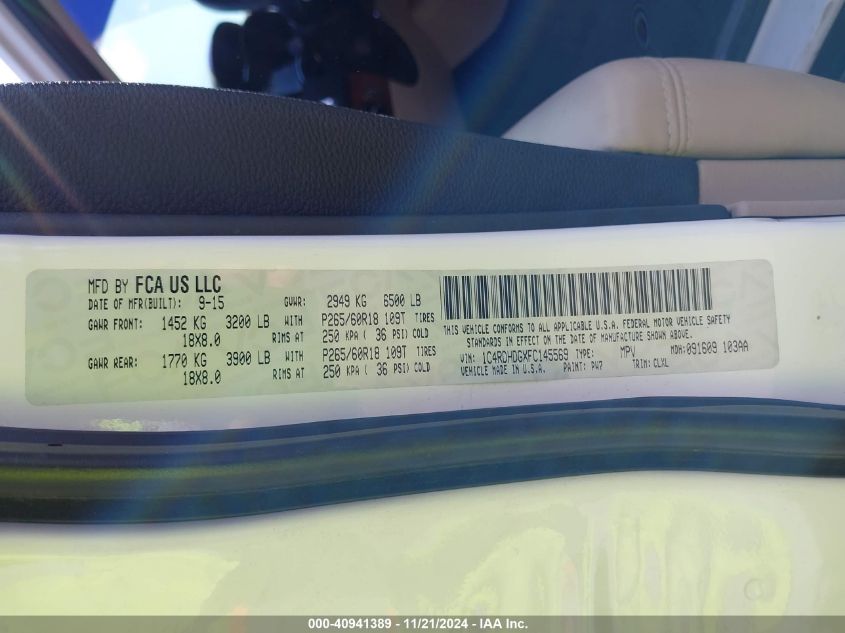 MFD BY FCA US LLC
DATE OF MFR(BUILT): 9-15 GVWR: 2949 KG 6500 LB
GAWR FRONT: 1452 KG 3200 LB WITH P265/60R18 109T TIRES
18X8.0 RIMS AT 250 KPA ( 36 PSI) COLD
GAWR REAR: 1770 KG 3900 LB WITH P265/60R18 109T TIRES
18X8.0 RIMS AT 250 KPA ( 36 PSI) COLD
THIS VEHICLE CONFORMS TO ALL APPLICABLE U.S.A. FEDERAL MOTOR VEHICLE SAFETY
STANDARDS IN EFFECT ON THE DATE OF MANUFACTURE SHOWN ABOVE.
VIN: 1C4RDHDGXFC145569 TYPE: MPV MDH: 091609 103AA
VEHICLE MADE IN U.S.A. PAINT: PW7 TRIM: CLXL
000-40941389 - 11/21/2024 - IAA Inc.